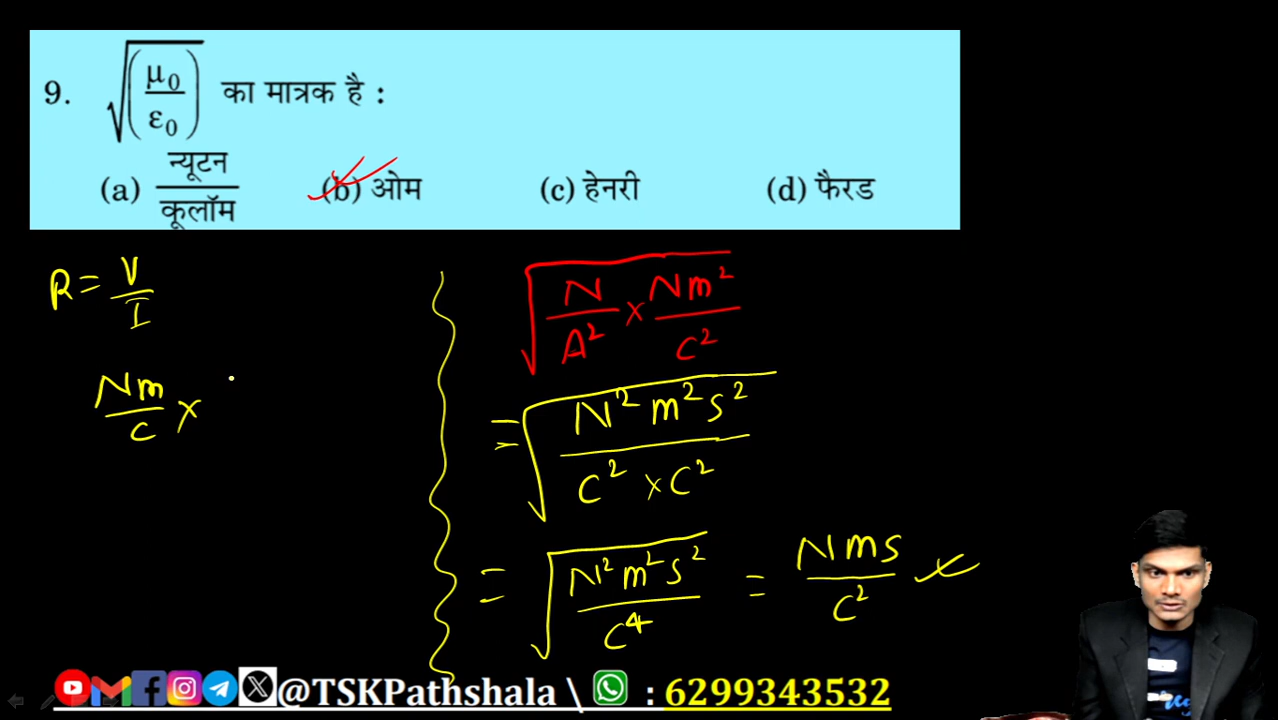 9. √(μ₀/ε₀) का मात्रक है :
(a) न्यूटन/कूलॉम (b) ओम (c) हेनरी (d) फैरड
R = V/I
Nm/C ×
√(N/A² × Nm²/C²)
= √(N²m²s²/C² × C²)
= √(N²m²s²/C⁴) = Nms/C²
@TSKPathshala \ : 6299343532